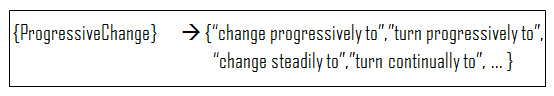 {ProgressiveChange} → {“change progressively to”,”turn progressively to”,
“change steadily to”,”turn continually to”, ... }